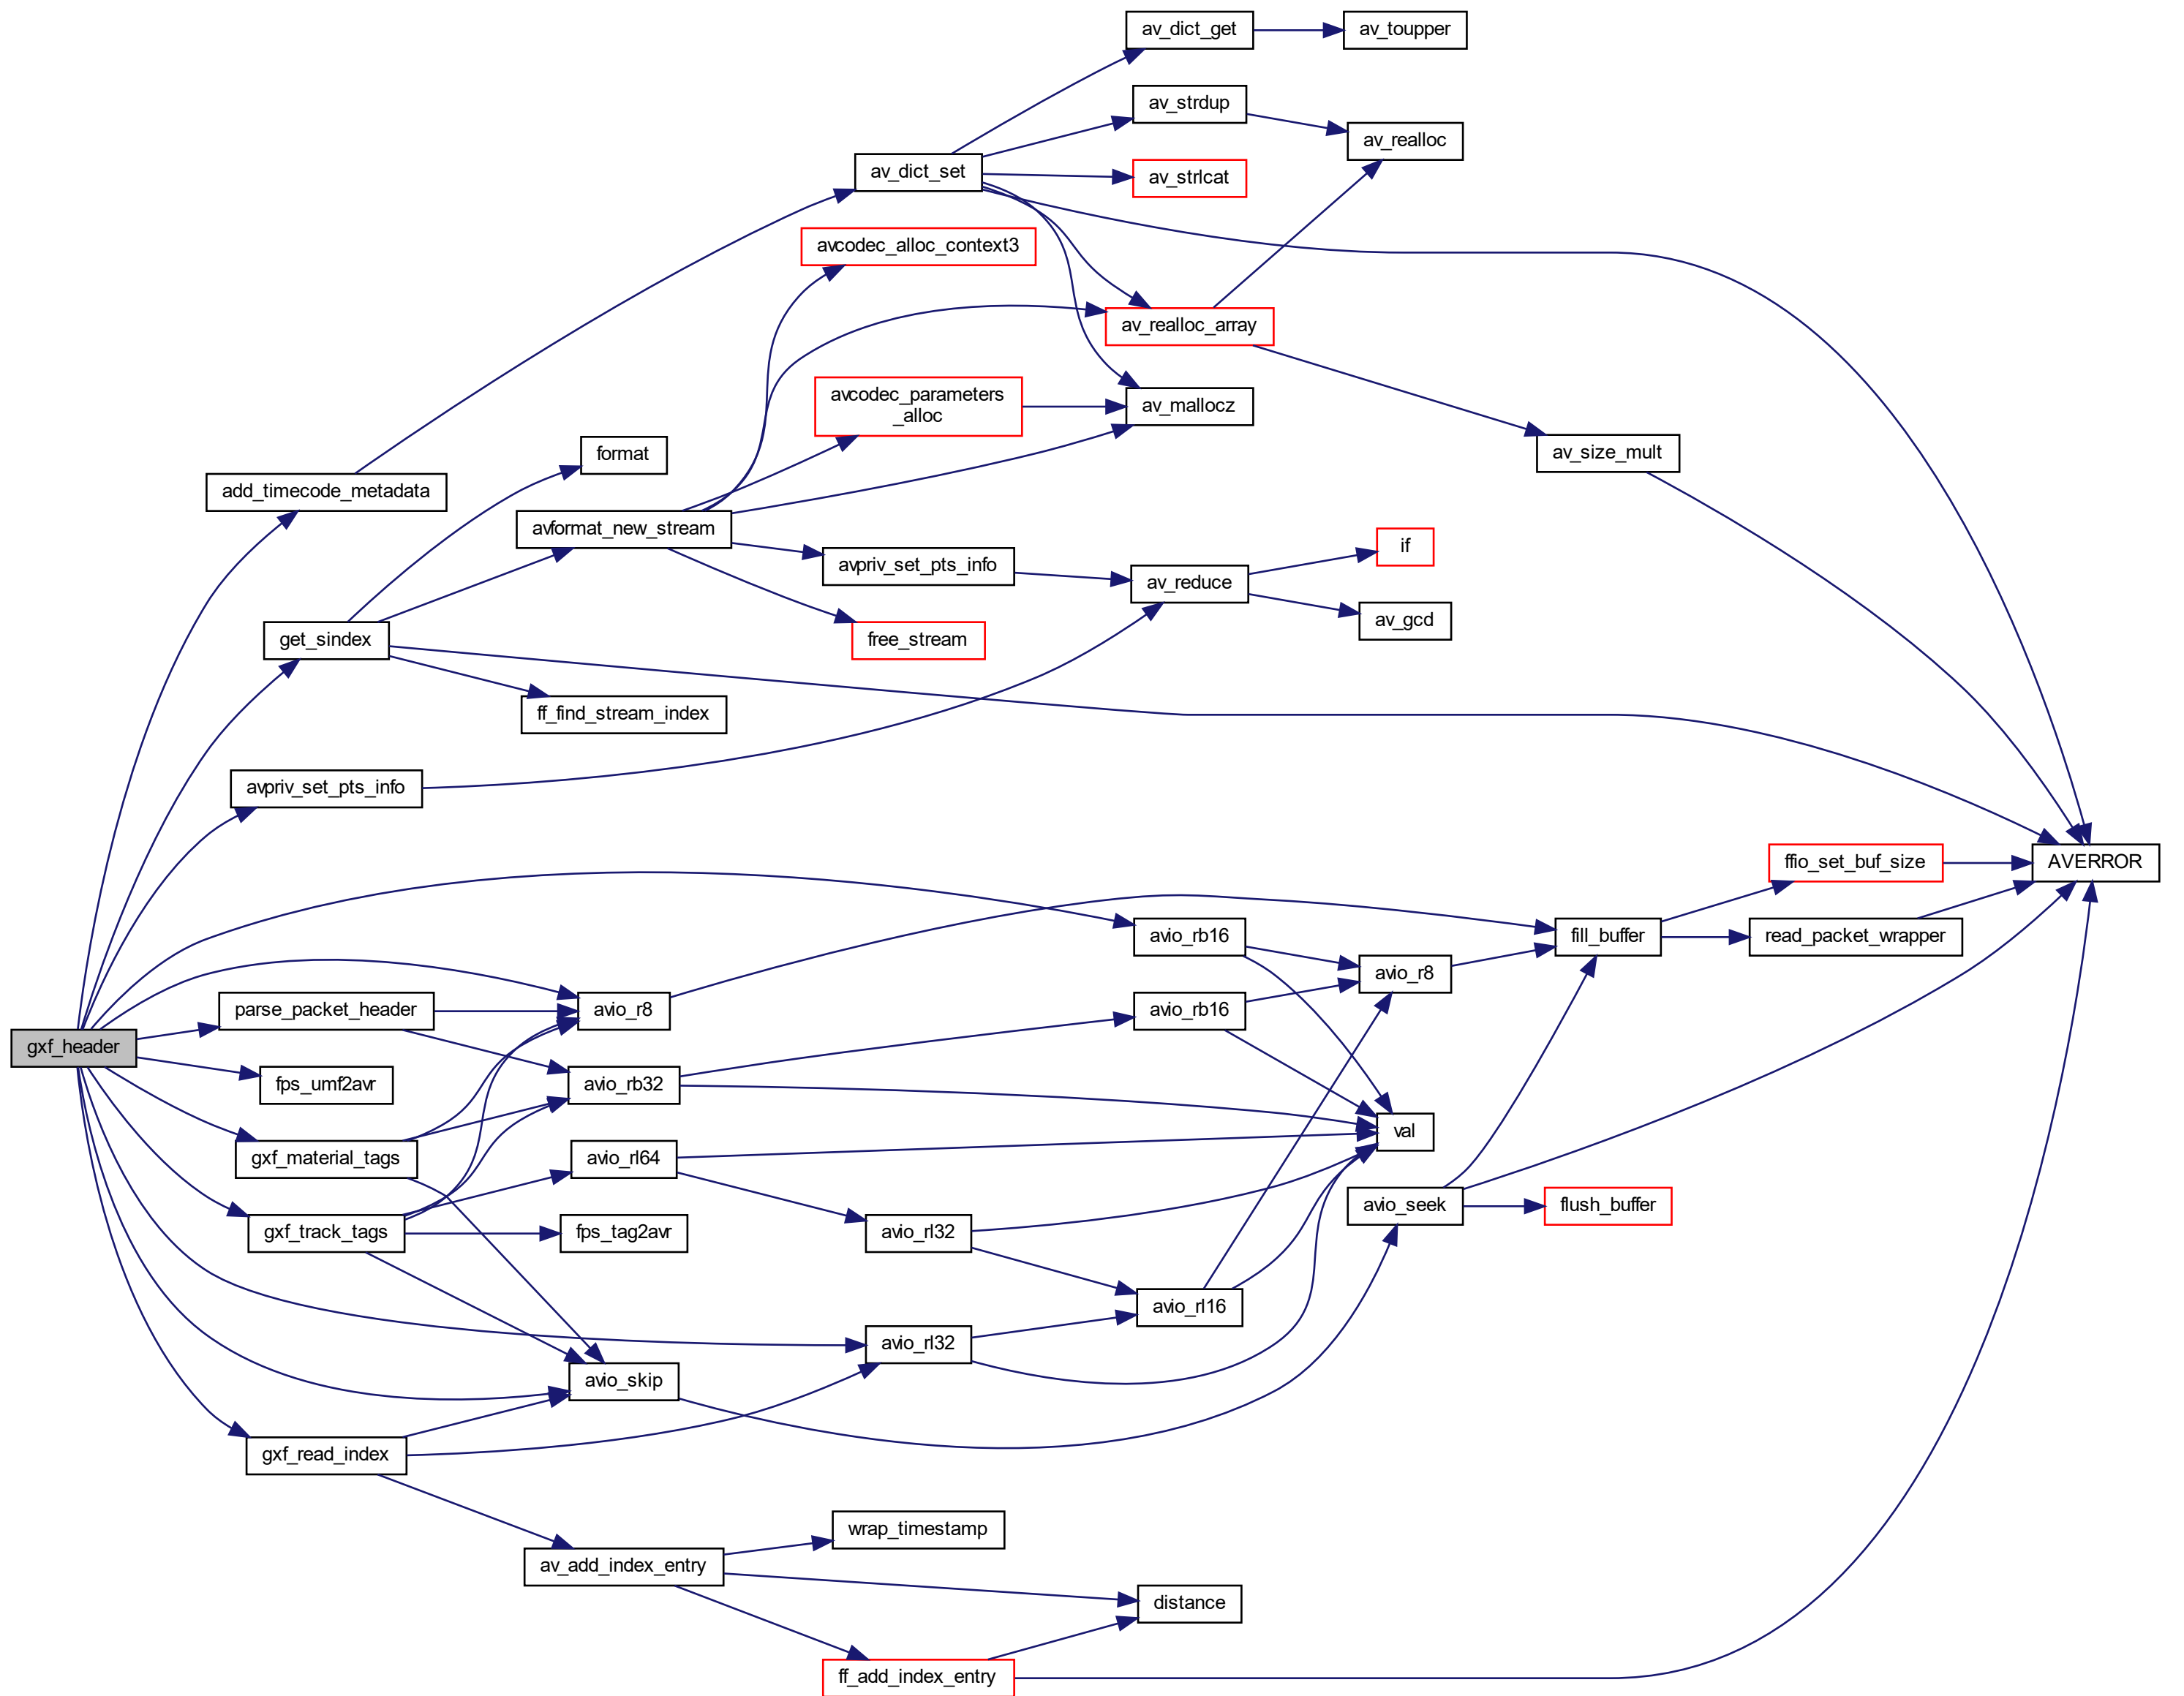 av_dict_get
av_toupper
av_strdup
av_realloc
av_dict_set
av_strlcat
avcodec_alloc_context3
av_realloc_array
avcodec_parameters
_alloc
av_mallocz
format
av_size_mult
add_timecode_metadata
avformat_new_stream
if
avpriv_set_pts_info
av_reduce
av_gcd
get_sindex
free_stream
ff_find_stream_index
avpriv_set_pts_info
ffio_set_buf_size
AVERROR
avio_rb16
fill_buffer
read_packet_wrapper
avio_r8
parse_packet_header
avio_r8
avio_rb16
gxf_header
fps_umf2avr
avio_rb32
val
gxf_material_tags
avio_rl64
avio_seek
flush_buffer
gxf_track_tags
fps_tag2avr
avio_rl32
avio_rl16
avio_rl32
avio_skip
gxf_read_index
wrap_timestamp
av_add_index_entry
distance
ff_add_index_entry